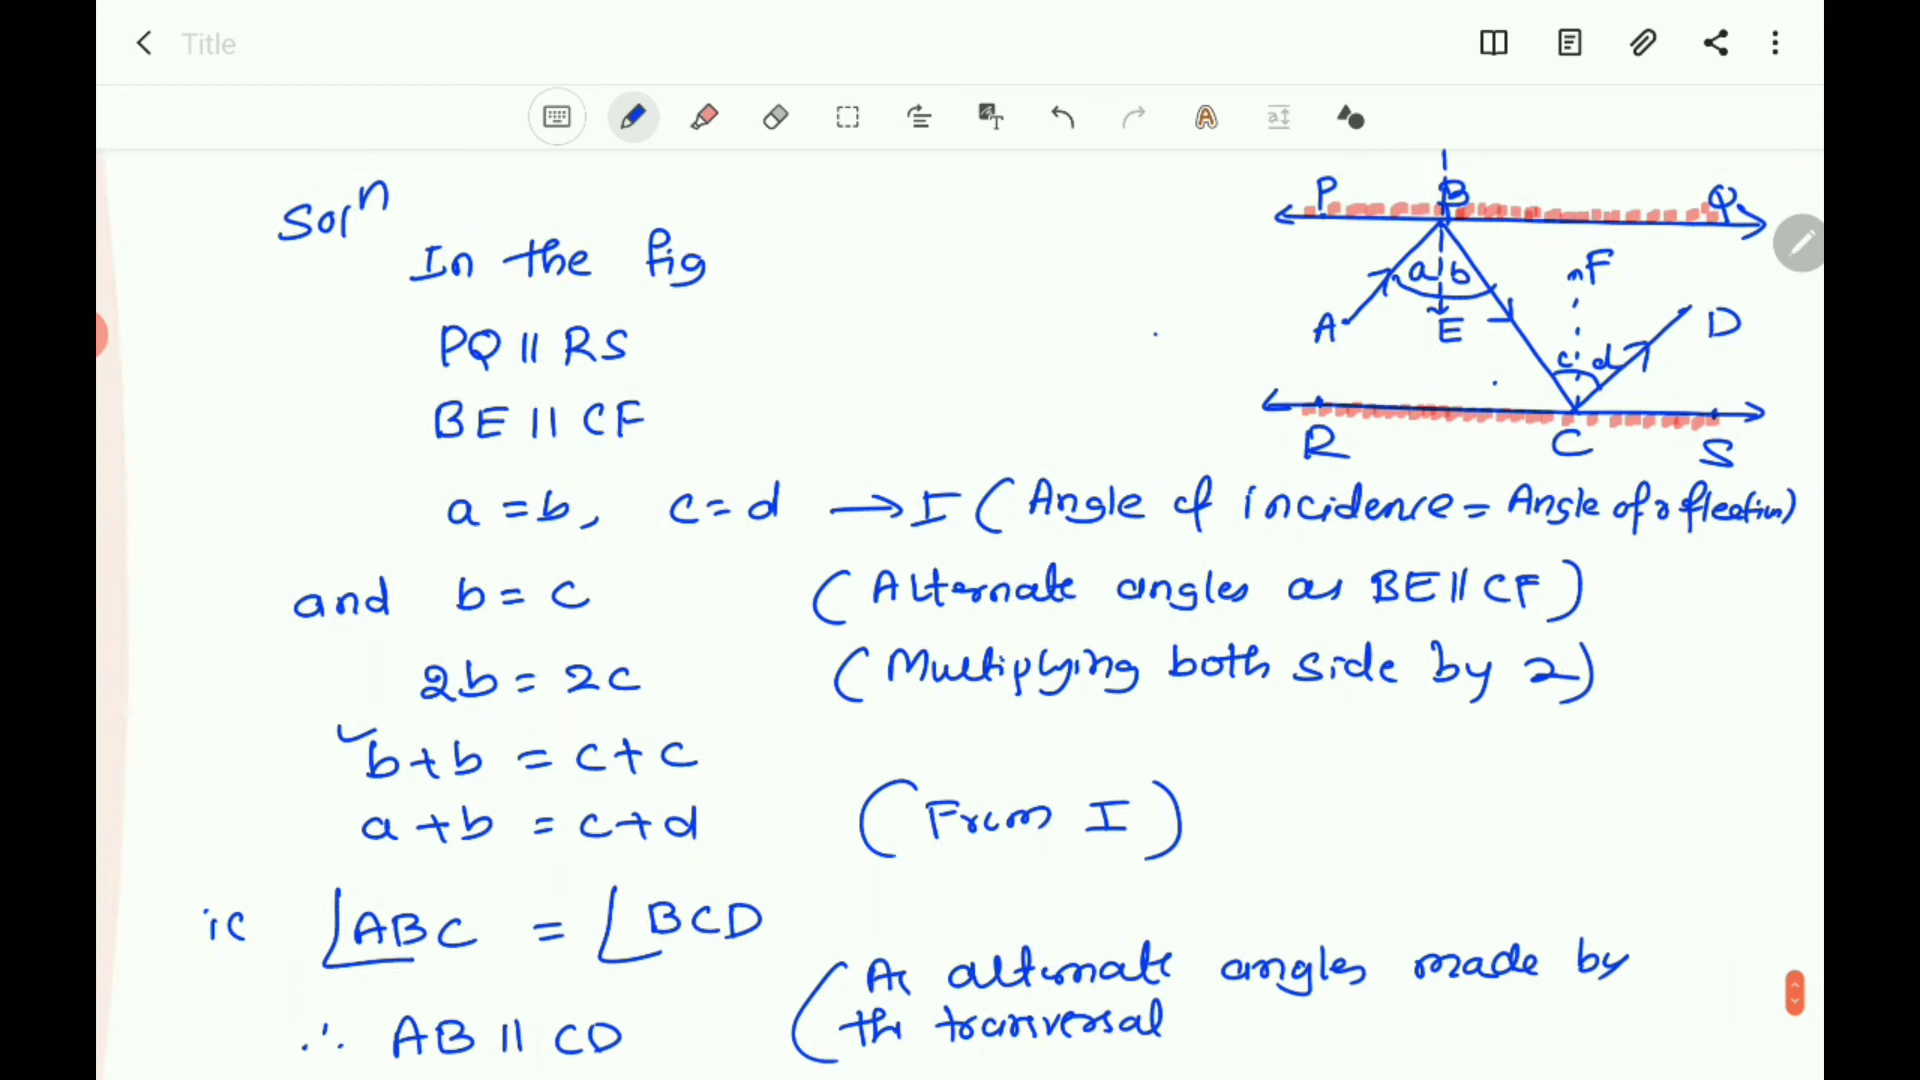 Title
Solⁿ
In the fig
PQ || RS
BE || CF
a = b, c = d → I (Angle of incidence = Angle of reflection)
and b = c (Alternate angles as BE || CF)
2b = 2c (Multiplying both side by 2)
b + b = c + c
a + b = c + d (From I)
ie ∠ABC = ∠BCD
∴ AB || CD (As alternate angles made by the transversal
P B Q
a b F
A E D
c d
R C S